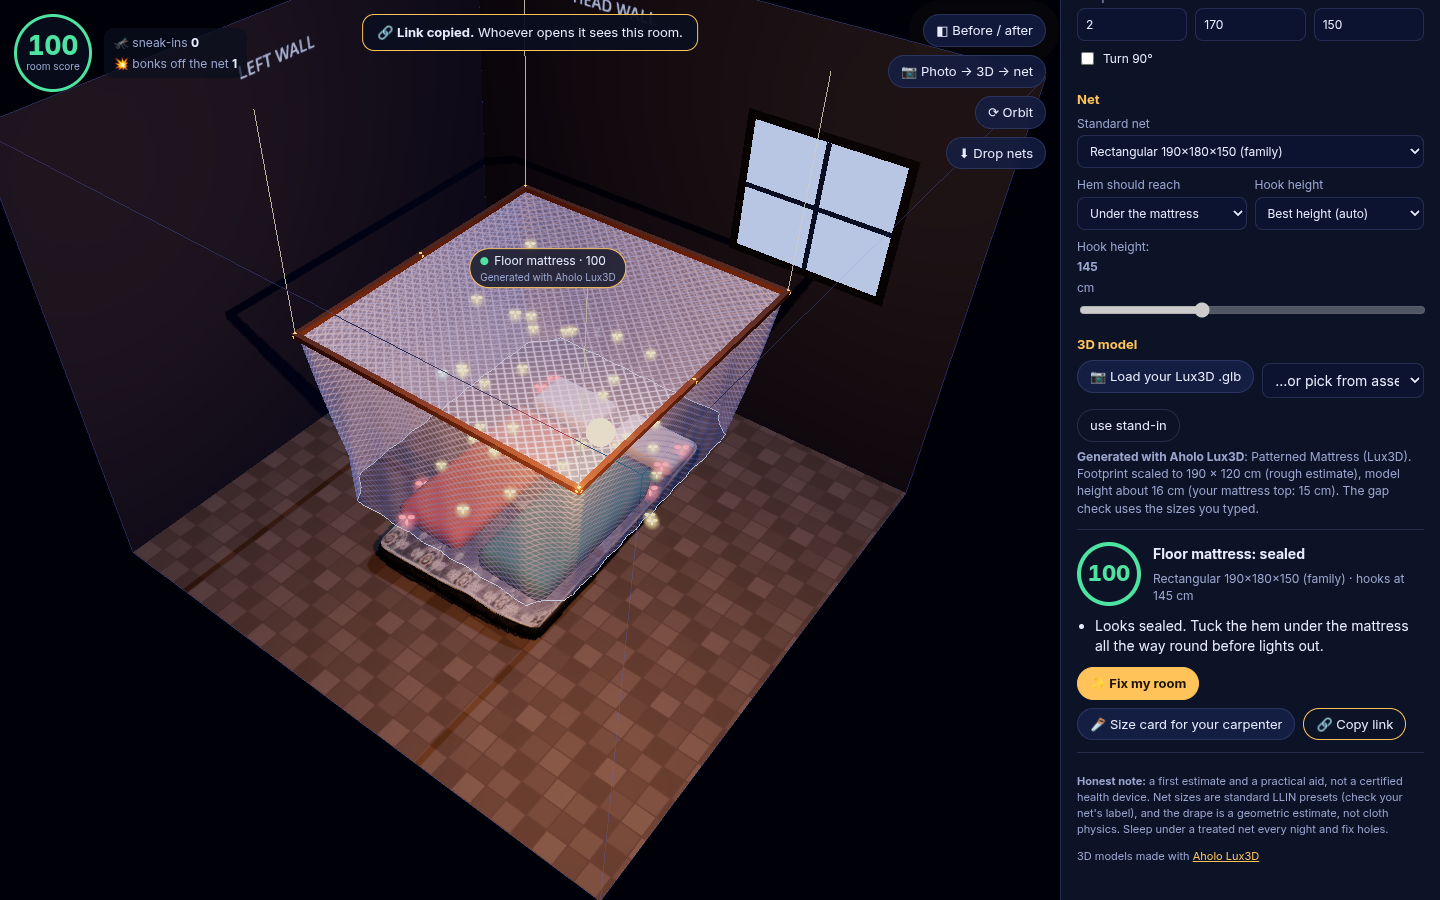 100
room score
🦟 sneak-ins 0
💥 bonks off the net 1
LEFT WALL
HEAD WALL
🔗 Link copied. Whoever opens it sees this room.
◧ Before / after
📷 Photo → 3D → net
⟳ Orbit
⬇ Drop nets
Floor mattress · 100
Generated with Aholo Lux3D
2
170
150
Turn 90°
Net
Standard net
Rectangular 190×180×150 (family)
Hem should reach
Hook height
Under the mattress
Best height (auto)
Hook height:
145
cm
3D model
📷 Load your Lux3D .glb
...or pick from asse
use stand-in
Generated with Aholo Lux3D: Patterned Mattress (Lux3D).
Footprint scaled to 190 × 120 cm (rough estimate), model
height about 16 cm (your mattress top: 15 cm). The gap
check uses the sizes you typed.
100
Floor mattress: sealed
Rectangular 190×180×150 (family) · hooks at
145 cm
• Looks sealed. Tuck the hem under the mattress
all the way round before lights out.
✨ Fix my room
🪚 Size card for your carpenter
🔗 Copy link
Honest note: a first estimate and a practical aid, not a certified
health device. Net sizes are standard LLIN presets (check your
net's label), and the drape is a geometric estimate, not cloth
physics. Sleep under a treated net every night and fix holes.
3D models made with Aholo Lux3D